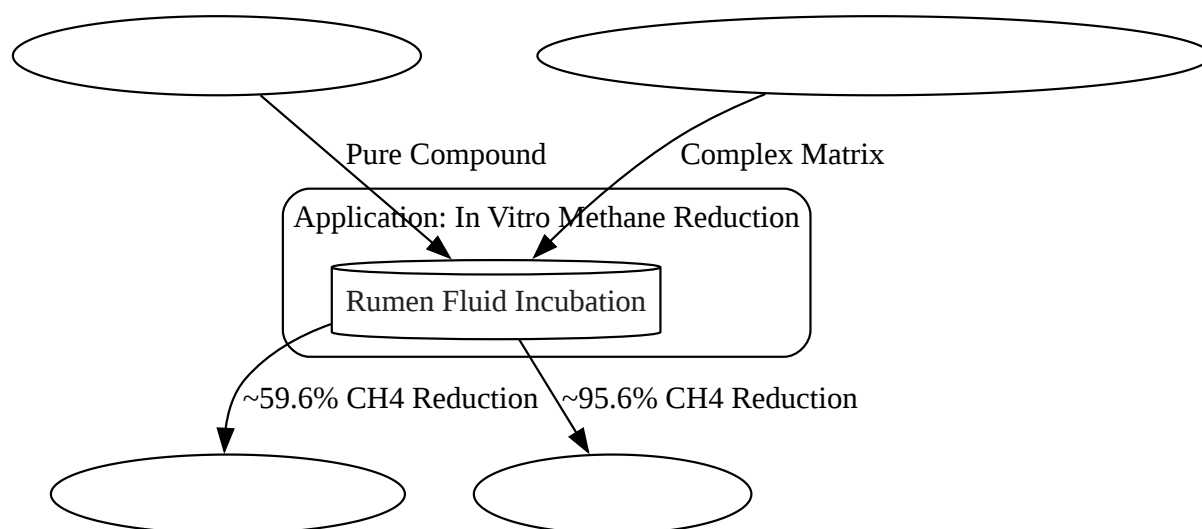 Pure Compound
Complex Matrix
Application: In Vitro Methane Reduction
Rumen Fluid Incubation
~59.6% CH4 Reduction
~95.6% CH4 Reduction